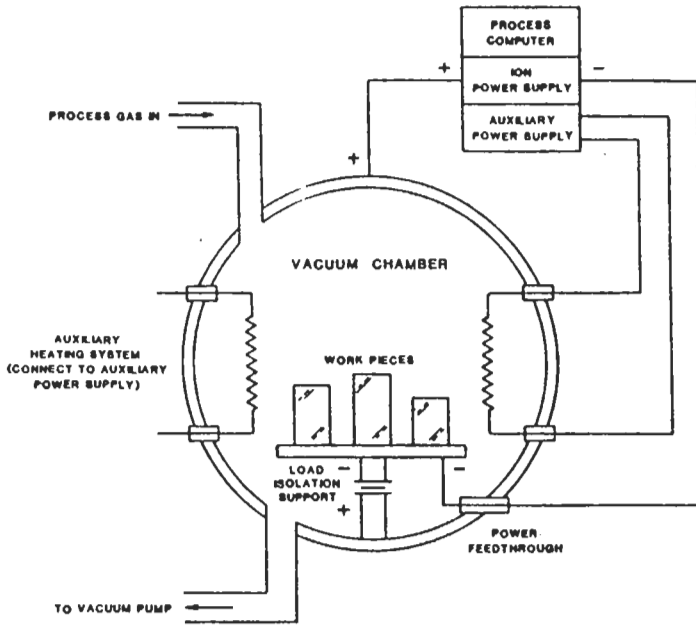 PROCESS
COMPUTER
+
ION
POWER SUPPLY
−
AUXILIARY
POWER SUPPLY
PROCESS GAS IN
+
VACUUM CHAMBER
AUXILIARY
HEATING SYSTEM
(CONNECT TO AUXILIARY
POWER SUPPLY)
WORK PIECES
LOAD
ISOLATION
SUPPORT
−
−
+
POWER
FEEDTHROUGH
TO VACUUM PUMP